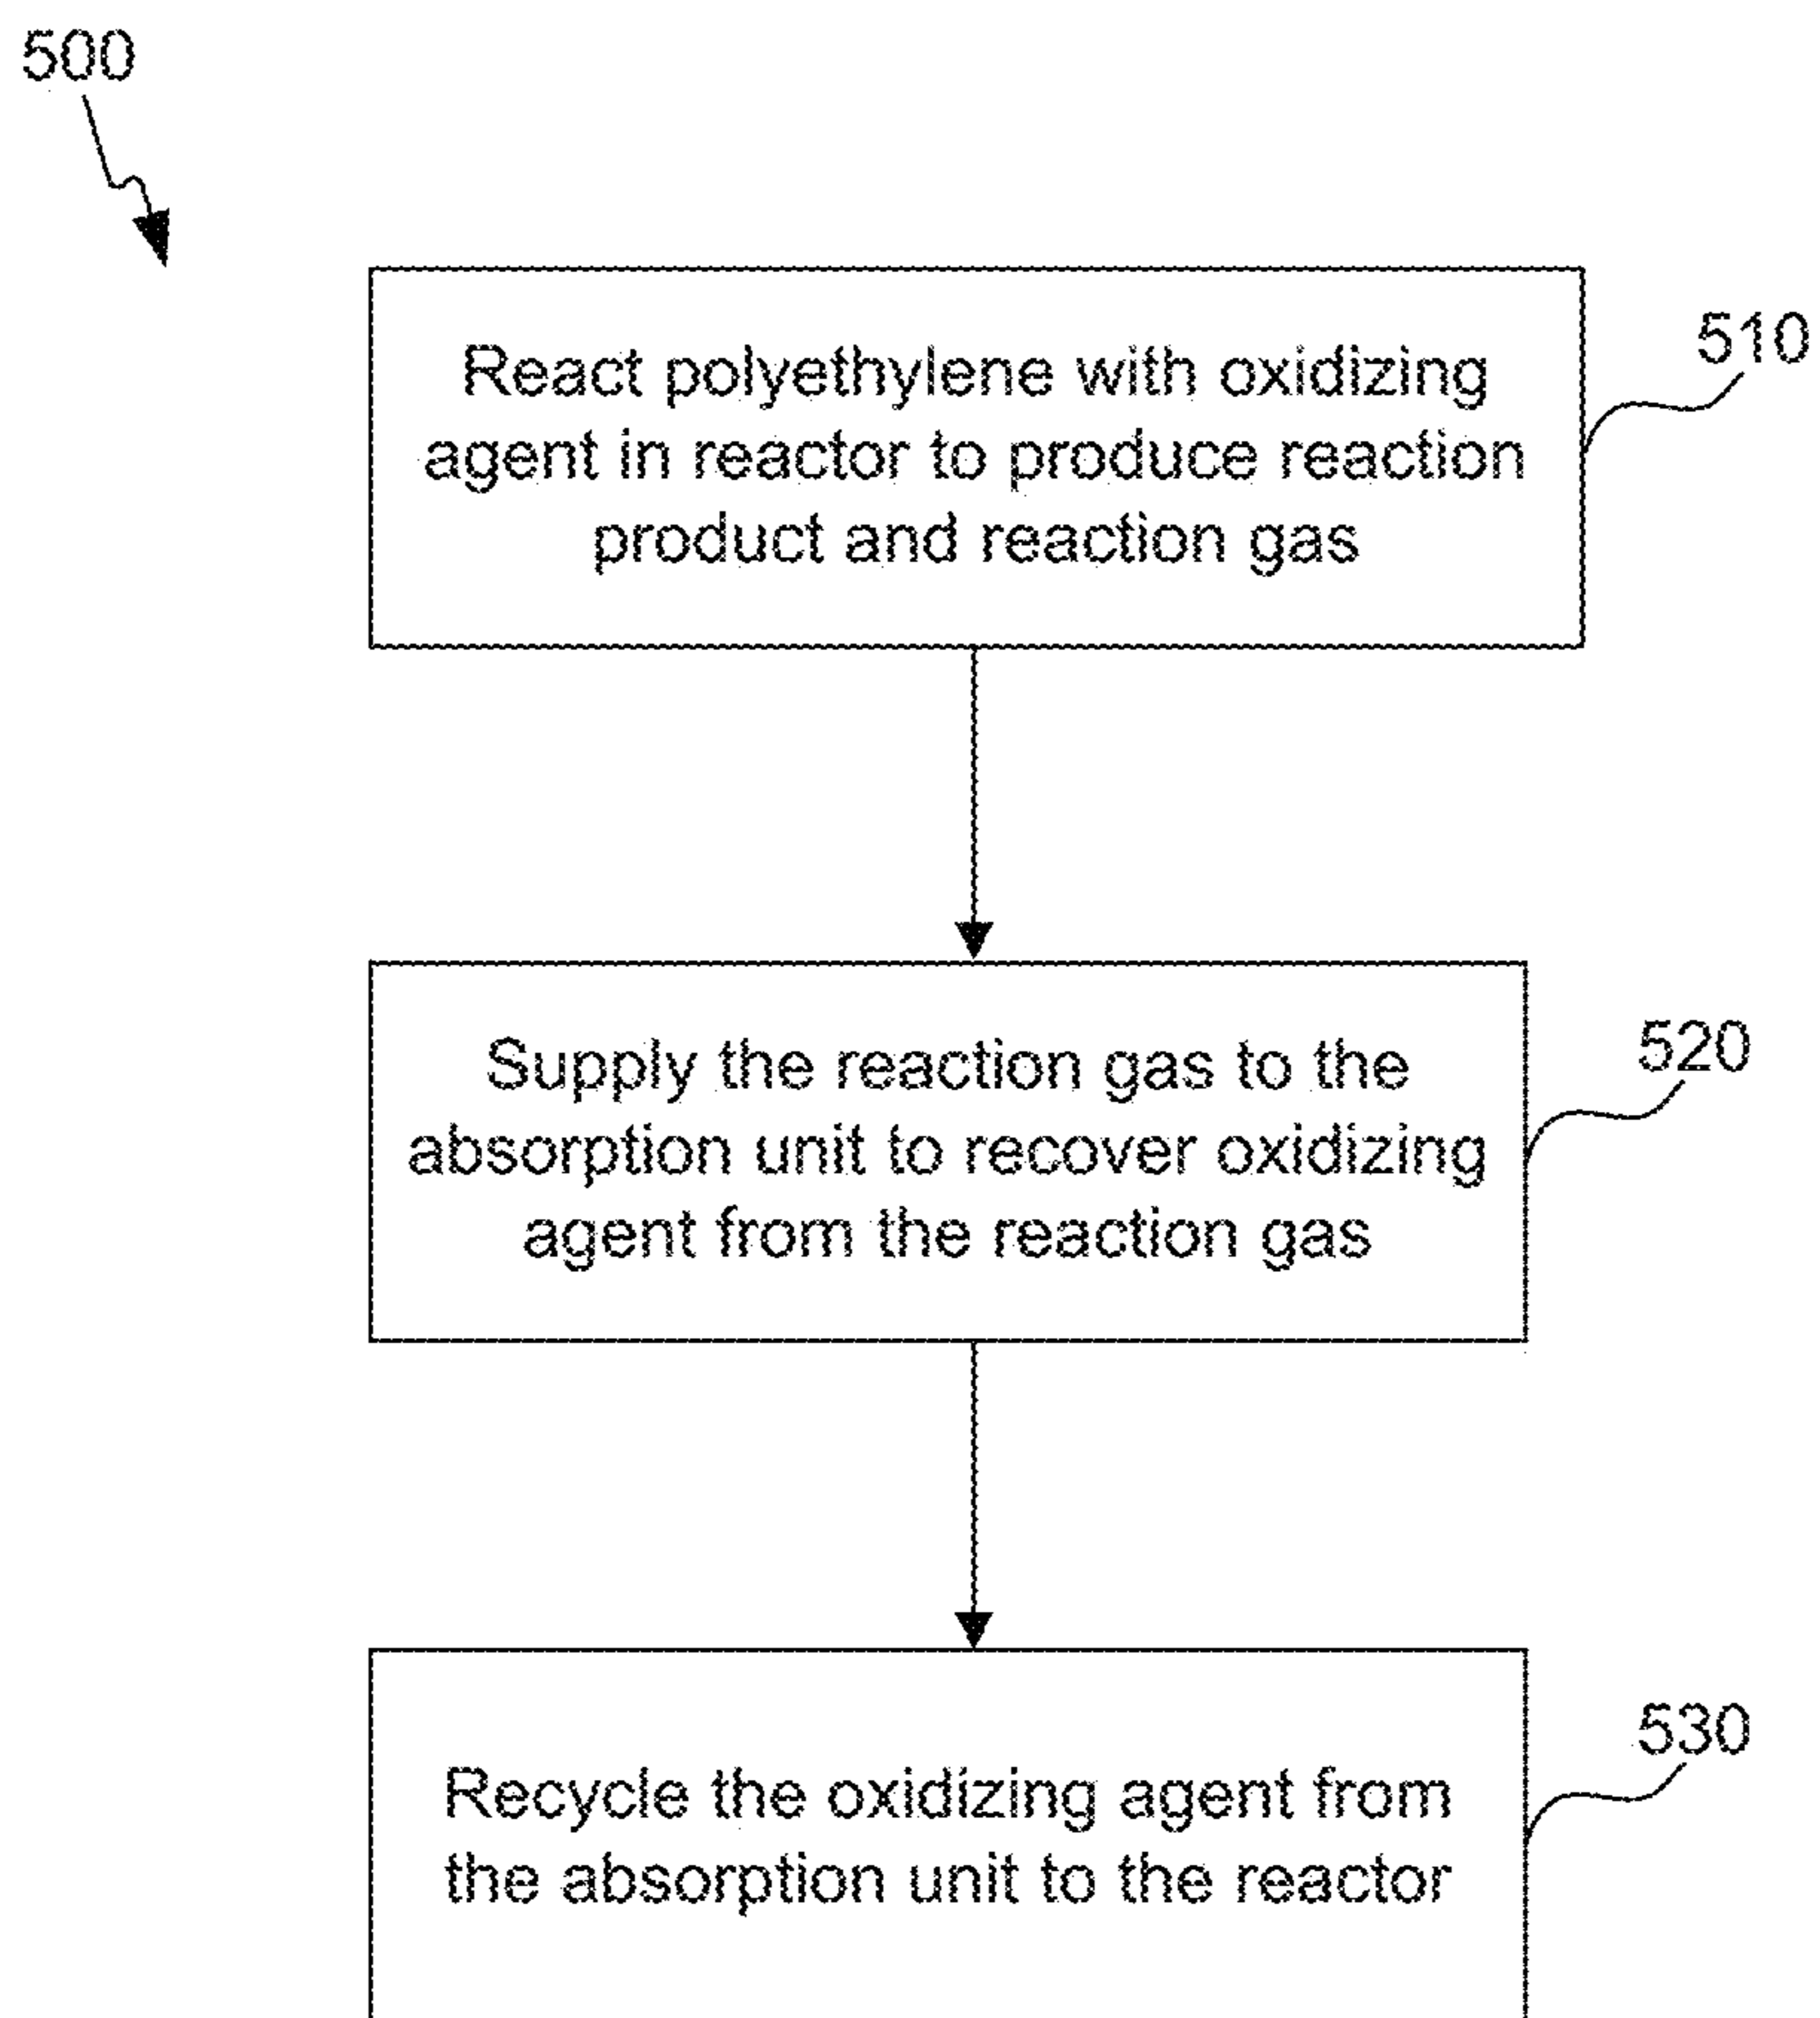 500
React polyethylene with oxidizing
agent in reactor to produce reaction
product and reaction gas
510
Supply the reaction gas to the
absorption unit to recover oxidizing
agent from the reaction gas
520
Recycle the oxidizing agent from
the absorption unit to the reactor
530